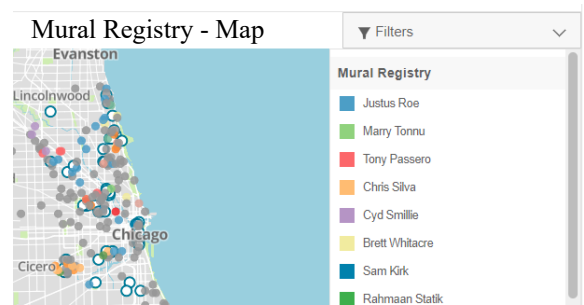 Mural Registry - Map
Filters
Evanston
Lincolnwood
Chicago
Cicero
Mural Registry
Justus Roe
Marry Tonnu
Tony Passero
Chris Silva
Cyd Smillie
Brett Whitacre
Sam Kirk
Rahmaan Statik